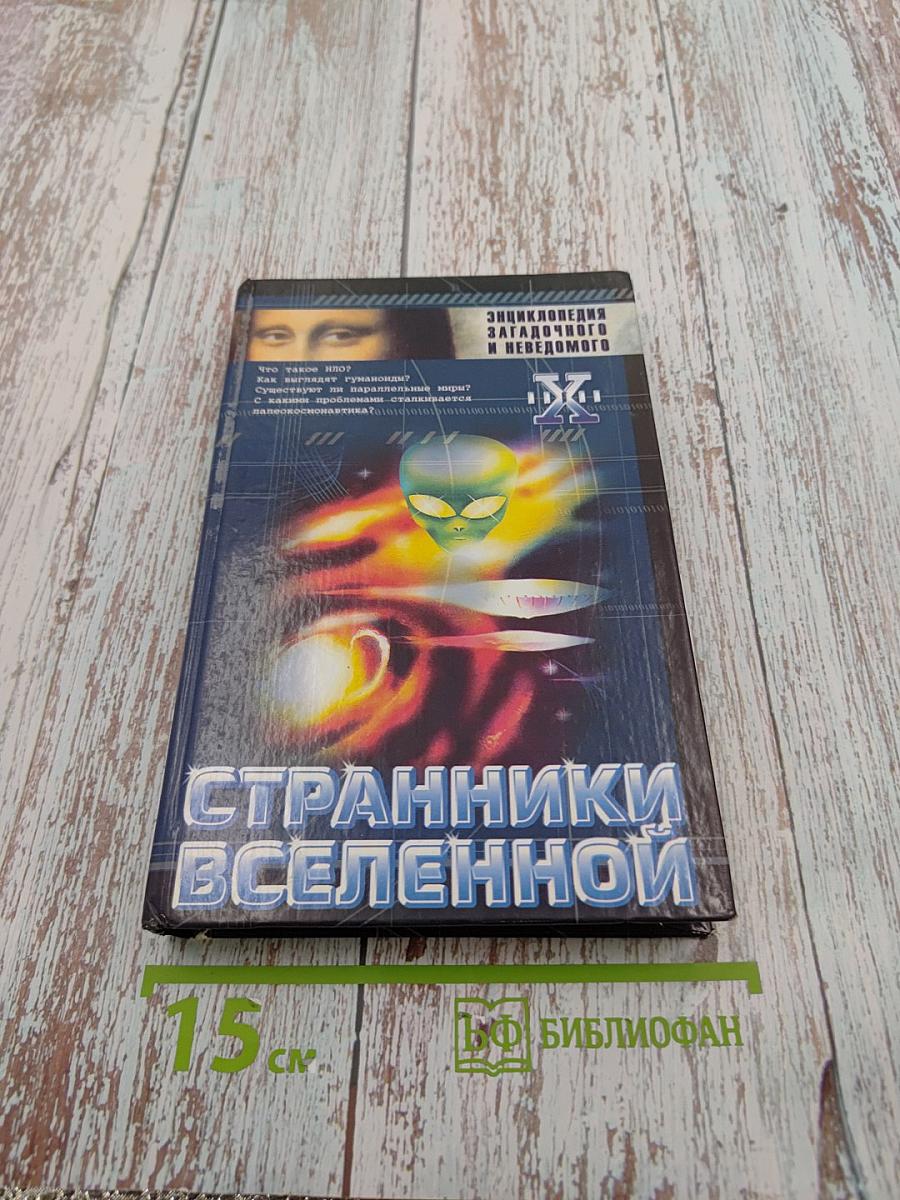 ЭНЦИКЛОПЕДИЯ
ЗАГАДОЧНОГО
И НЕВЕДОМОГО
Что такое НЛО?
Как выглядят гуманоиды?
Существуют ли параллельные миры?
С какими проблемами сталкивается
палеокосмонавтика?
X
СТРАННИКИ
ВСЕЛЕННОЙ
15 см
БФ БИБЛИОФАН